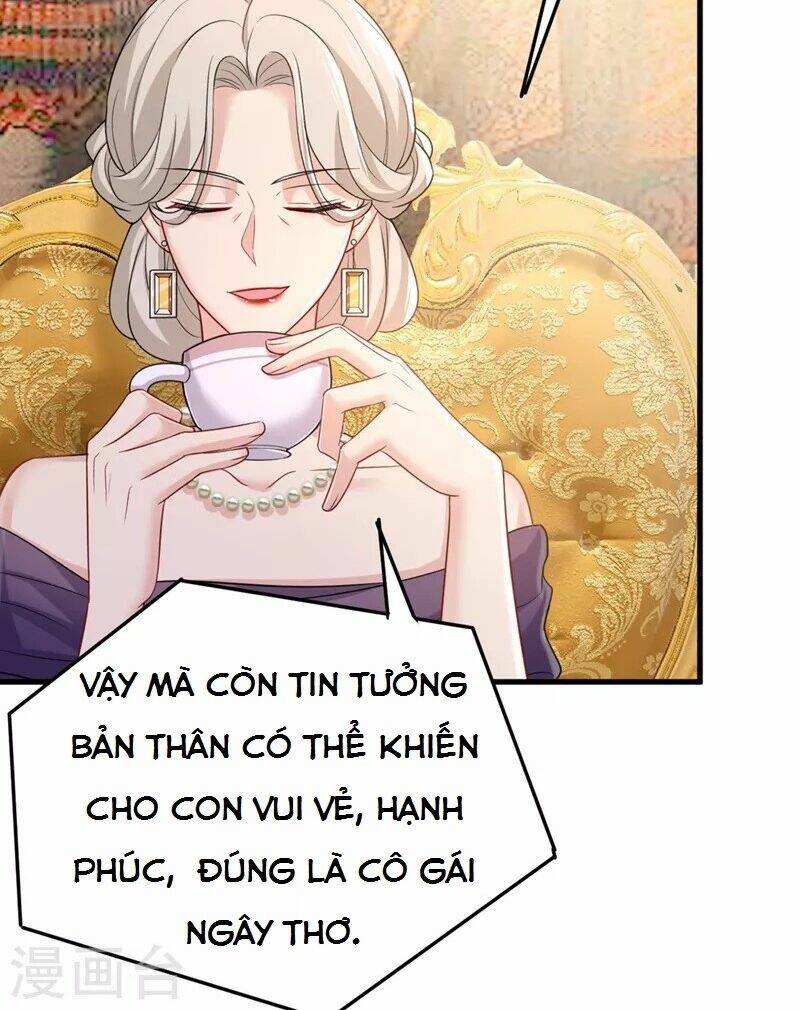 VẬY MÀ CÒN TIN TƯỞNG
BẢN THÂN CÓ THỂ KHIẾN
CHO CON VUI VẺ, HẠNH
PHÚC, ĐÚNG LÀ CÔ GÁI
NGÂY THƠ.
漫画台